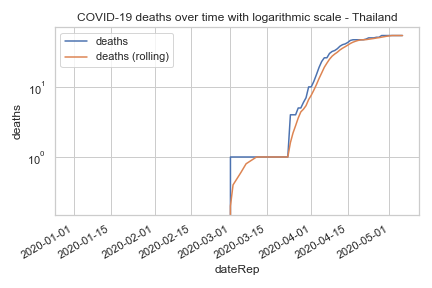 COVID-19 deaths over time with logarithmic scale - Thailand
deaths
deaths (rolling)
10¹
10⁰
deaths
2020-01-01
2020-01-15
2020-02-01
2020-02-15
2020-03-01
2020-03-15
2020-04-01
2020-04-15
2020-05-01
dateRep